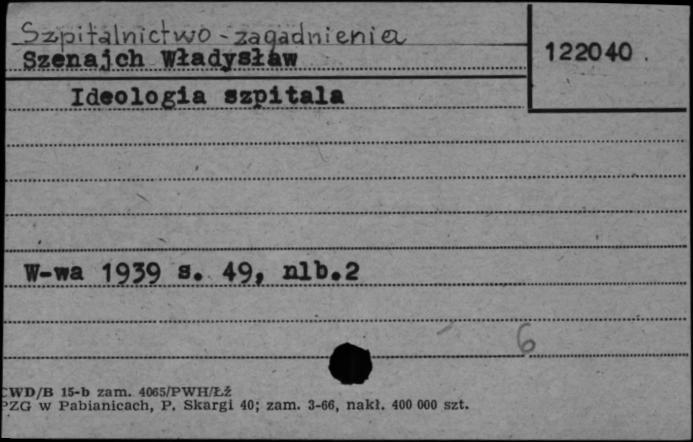 Szpitalnictwo - zagadnienia
Szenajch Władysław
122040.
Ideologia szpitala
W-wa 1939 s. 49, nlb.2
6
CWD/B 15-b zam. 4065/PWH/Łź
PZG w Pabianicach, P. Skargi 40; zam. 3-66, nakł. 400 000 szt.